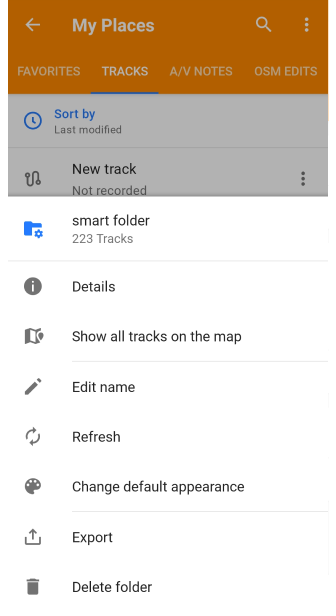 My Places
FAVORITES TRACKS A/V NOTES OSM EDITS
Sort by
Last modified
New track
Not recorded
smart folder
223 Tracks
Details
Show all tracks on the map
Edit name
Refresh
Change default appearance
Export
Delete folder